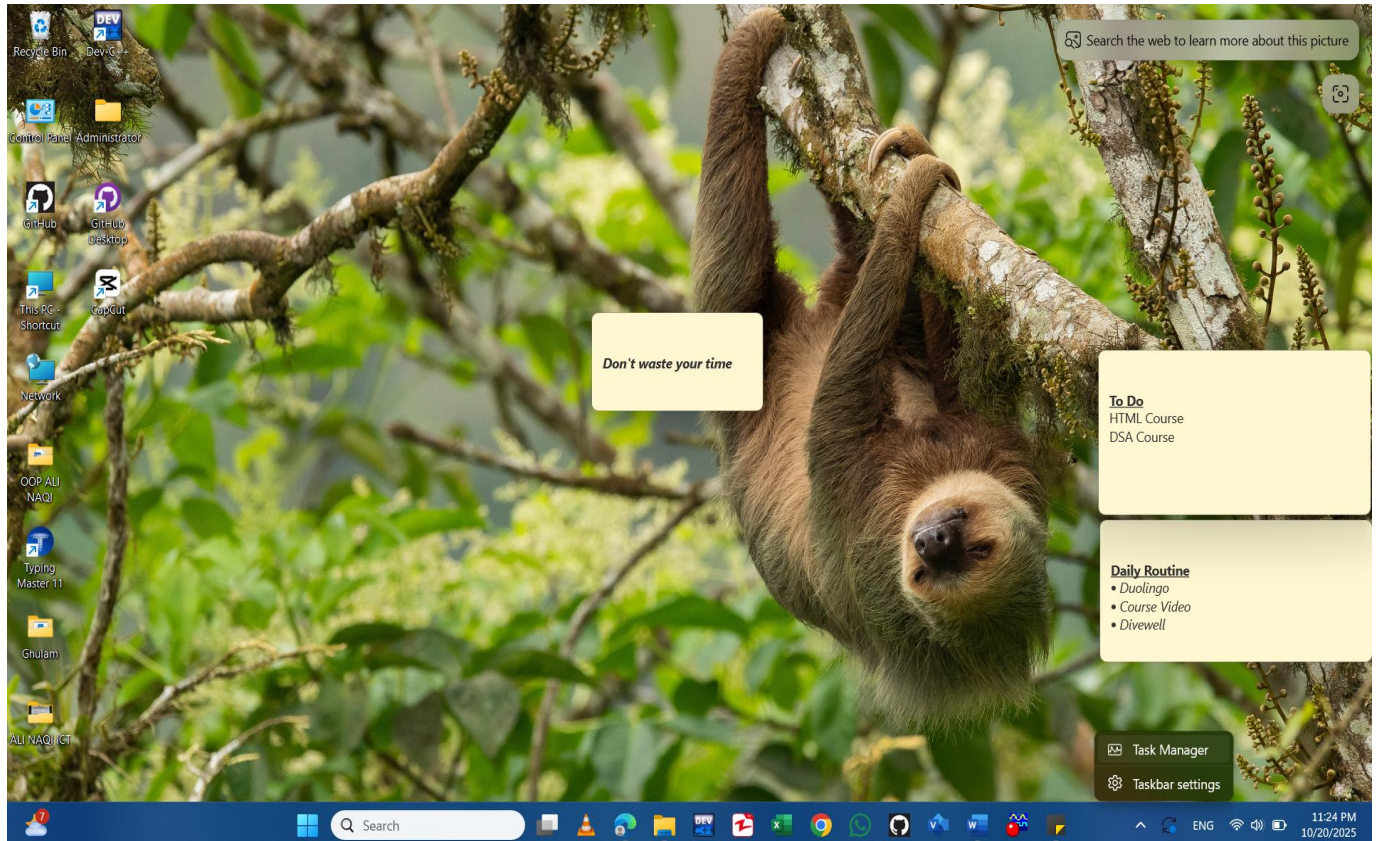 Recycle Bin
Dev-C++
Search the web to learn more about this picture
Control Panel
Administrator
GitHub
GitHub
Desktop
This PC -
Shortcut
CapCut
Don't waste your time
Network
To Do
HTML Course
DSA Course
OOP ALI
NAQI
Typing
Master 11
Daily Routine
• Duolingo
• Course Video
• Divewell
Ghulam
ALI NAQI ICT
Task Manager
Taskbar settings
7
Search
DEV
ENG
11:24 PM
10/20/2025